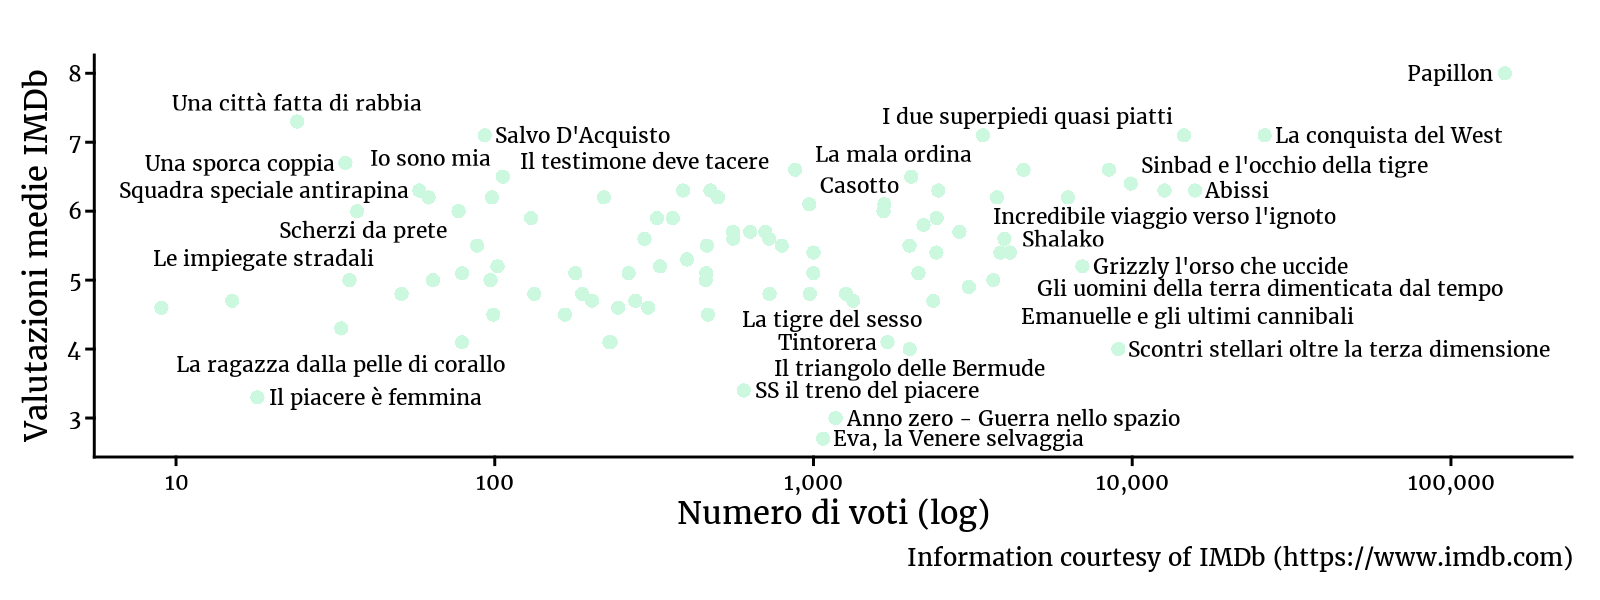 Valutazioni medie IMDb
8
7
6
5
4
3
Papillon
Una città fatta di rabbia
I due superpiedi quasi piatti
Salvo D'Acquisto
La conquista del West
La mala ordina
Io sono mia
Il testimone deve tacere
Una sporca coppia
Sinbad e l'occhio della tigre
Casotto
Squadra speciale antirapina
Abissi
Incredibile viaggio verso l'ignoto
Scherzi da prete
Shalako
Le impiegate stradali
Grizzly l'orso che uccide
Gli uomini della terra dimenticata dal tempo
Emanuelle e gli ultimi cannibali
La tigre del sesso
Tintorera
Scontri stellari oltre la terza dimensione
La ragazza dalla pelle di corallo
Il triangolo delle Bermude
SS il treno del piacere
Il piacere è femmina
Anno zero - Guerra nello spazio
Eva, la Venere selvaggia
10
100
1,000
10,000
100,000
Numero di voti (log)
Information courtesy of IMDb (https://www.imdb.com)